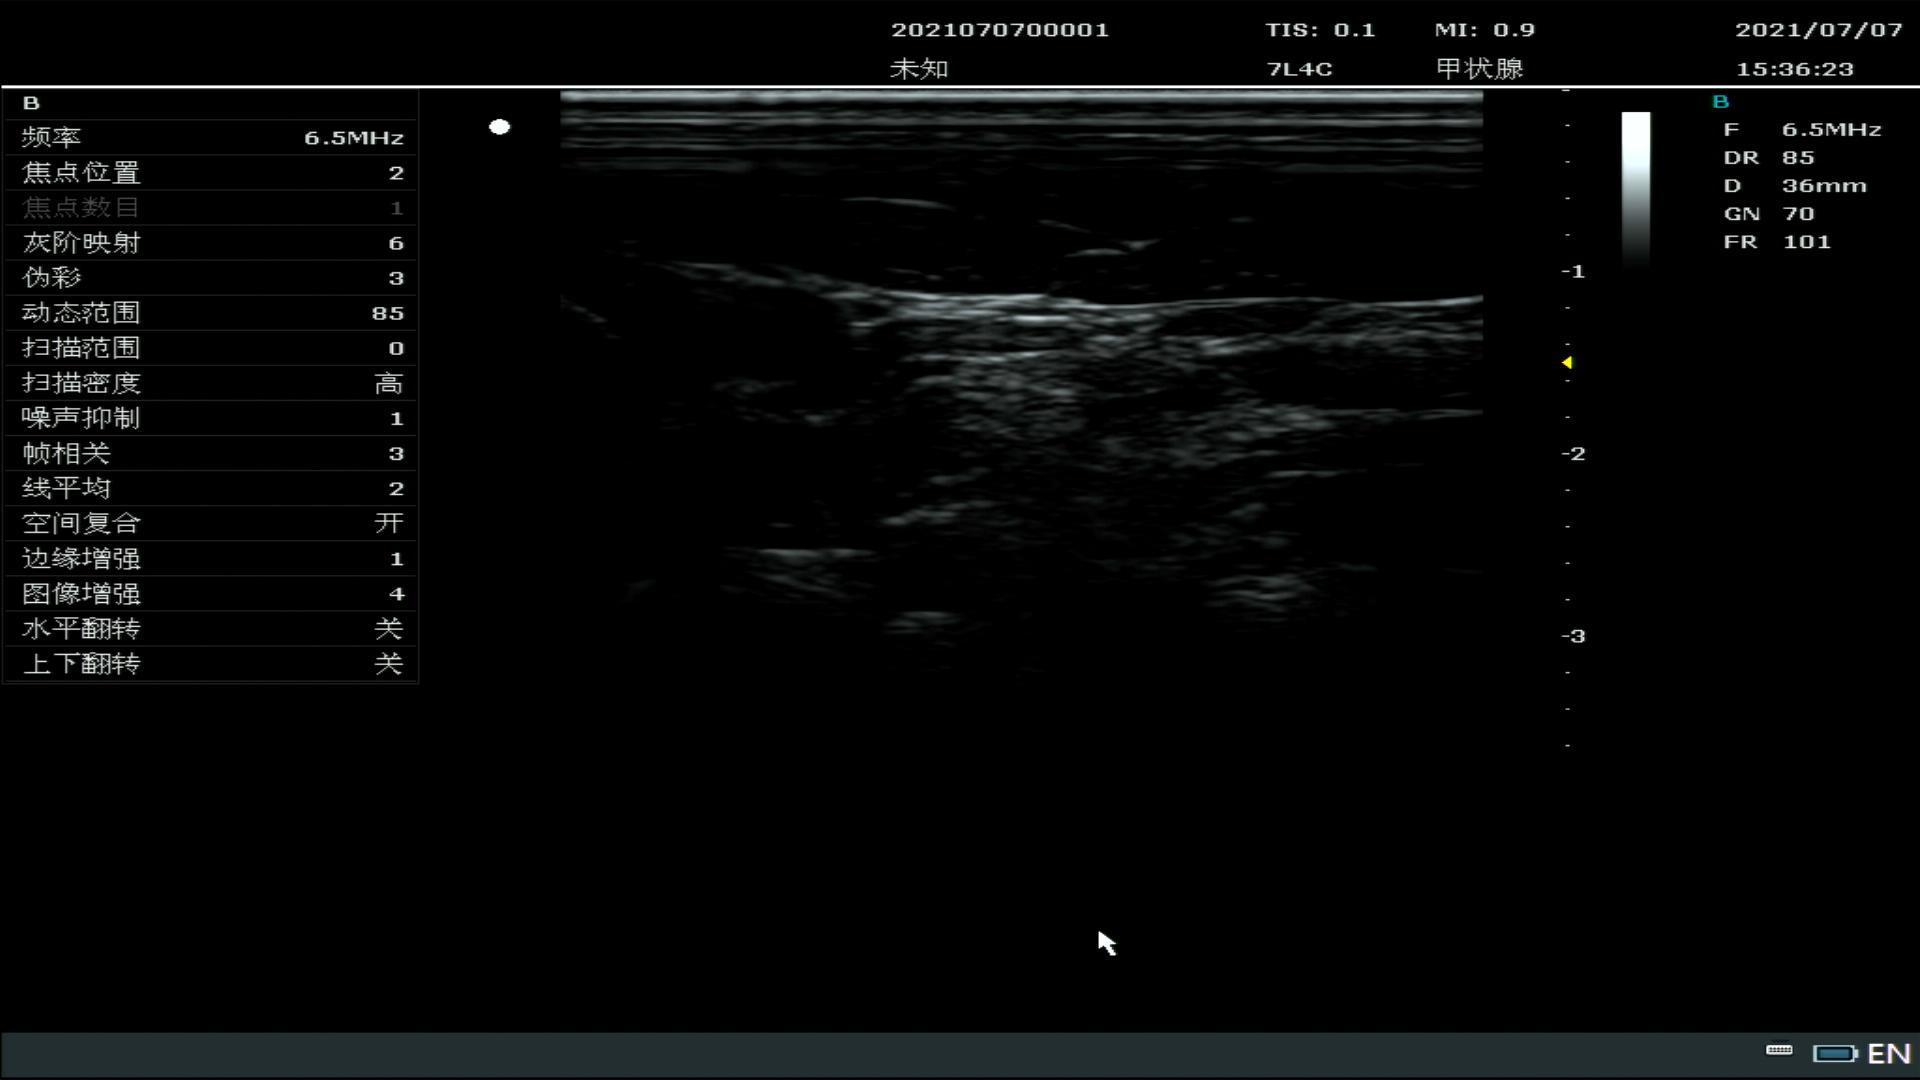 2021070700001 TIS: 0.1 MI: 0.9 2021/07/07
未知 7L4C 甲状腺 15:36:23
B
频率 6.5MHz
焦点位置 2
焦点数目 1
灰阶映射 6
伪彩 3
动态范围 85
扫描范围 0
扫描密度 高
噪声抑制 1
帧相关 3
线平均 2
空间复合 开
边缘增强 1
图像增强 4
水平翻转 关
上下翻转 关
-1
-2
-3
B
F 6.5MHz
DR 85
D 36mm
GN 70
FR 101
EN